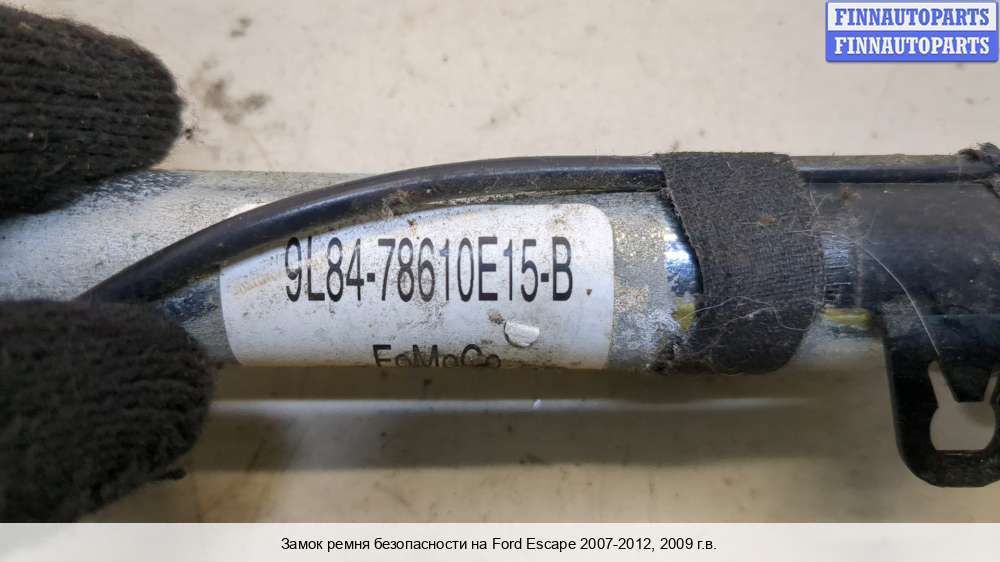 FINNAUTOPARTS
FINNAUTOPARTS
9L84-78610E15-B
FoMoCo
Замок ремня безопасности на Ford Escape 2007-2012, 2009 г.в.